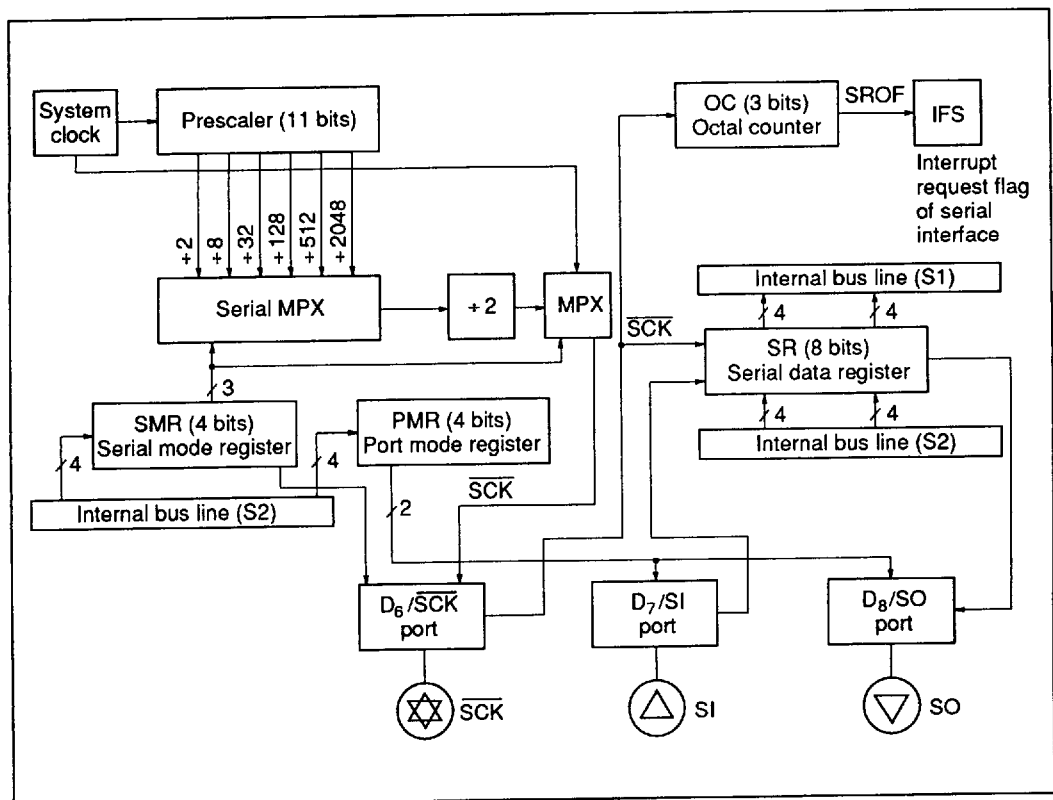 System
clock
Prescaler (11 bits)
OC (3 bits)
Octal counter
SROF
IFS
Interrupt
request flag
of serial
interface
÷2
÷8
÷32
÷128
÷512
÷2048
Serial MPX
÷2
MPX
Internal bus line (S1)
4
4
S̅C̅K̅
SR (8 bits)
Serial data register
3
4
4
SMR (4 bits)
Serial mode register
PMR (4 bits)
Port mode register
Internal bus line (S2)
4
4
S̅C̅K̅
2
Internal bus line (S2)
D₆/S̅C̅K̅
port
D₇/SI
port
D₈/SO
port
S̅C̅K̅
SI
SO